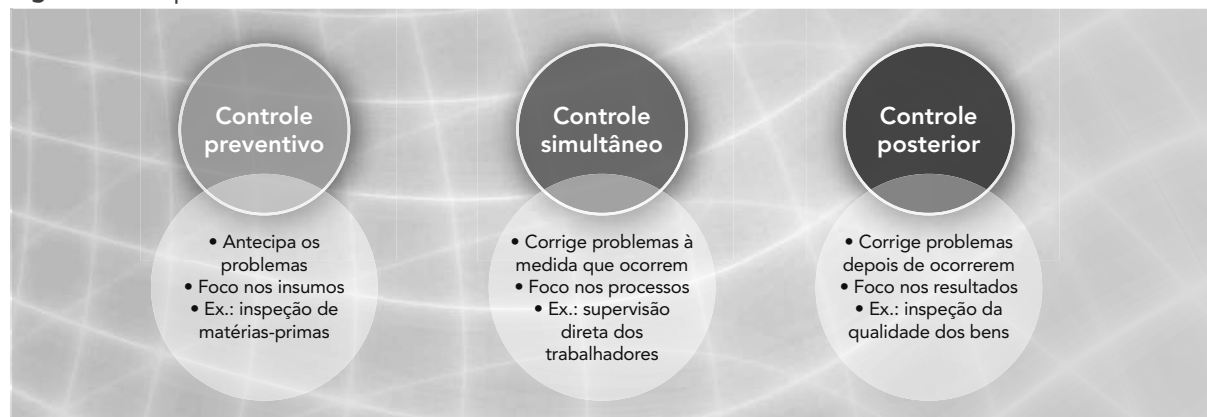 Controle
preventivo
• Antecipa os
problemas
• Foco nos insumos
• Ex.: inspeção de
matérias-primas
Controle
simultâneo
• Corrige problemas à
medida que ocorrem
• Foco nos processos
• Ex.: supervisão
direta dos
trabalhadores
Controle
posterior
• Corrige problemas
depois de ocorrerem
• Foco nos resultados
• Ex.: inspeção da
qualidade dos bens